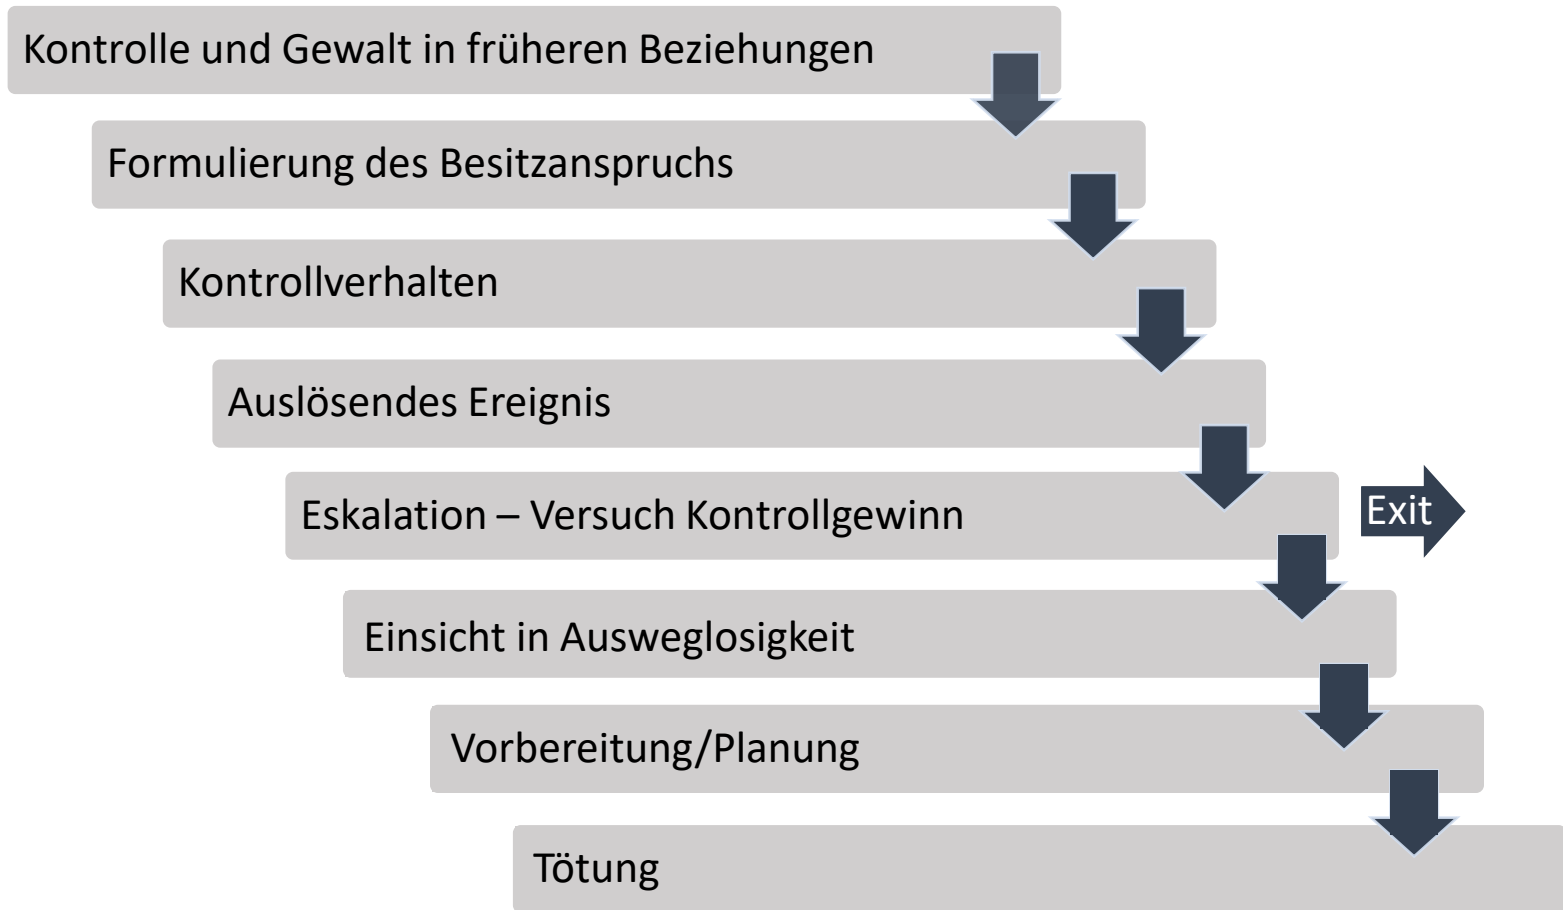 Kontrolle und Gewalt in früheren Beziehungen
Formulierung des Besitzanspruchs
Kontrollverhalten
Auslösendes Ereignis
Eskalation – Versuch Kontrollgewinn
Exit
Einsicht in Ausweglosigkeit
Vorbereitung/Planung
Tötung